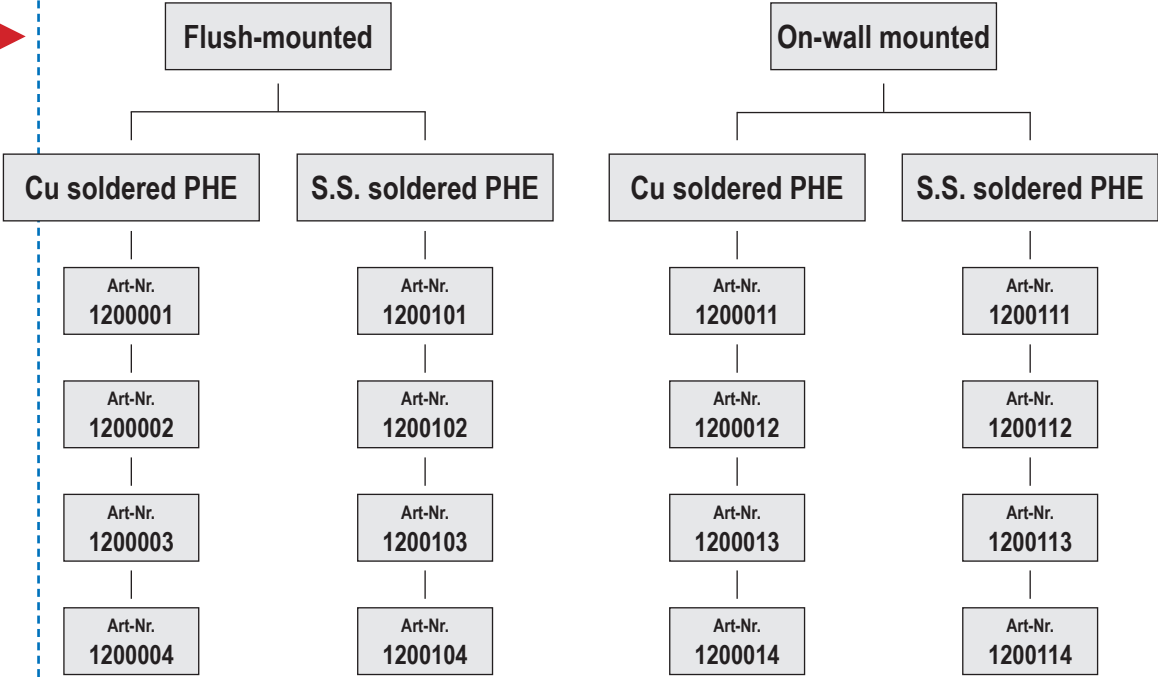 Flush-mounted
On-wall mounted
Cu soldered PHE
S.S. soldered PHE
Cu soldered PHE
S.S. soldered PHE
Art-Nr.
1200001
Art-Nr.
1200101
Art-Nr.
1200011
Art-Nr.
1200111
Art-Nr.
1200002
Art-Nr.
1200102
Art-Nr.
1200012
Art-Nr.
1200112
Art-Nr.
1200003
Art-Nr.
1200103
Art-Nr.
1200013
Art-Nr.
1200113
Art-Nr.
1200004
Art-Nr.
1200104
Art-Nr.
1200014
Art-Nr.
1200114